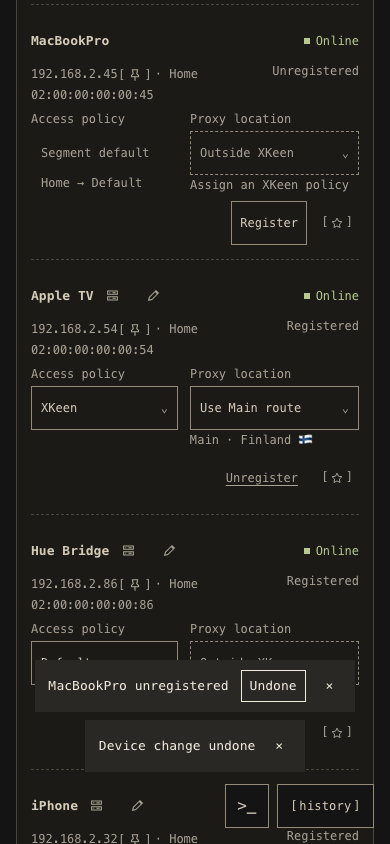 MacBookPro
Online
192.168.2.45[ ] · Home
Unregistered
02:00:00:00:00:45
Access policy
Proxy location
Segment default
Outside XKeen
Home → Default
Assign an XKeen policy
Register
[ ]
Apple TV
Online
192.168.2.54[ ] · Home
Registered
02:00:00:00:00:54
Access policy
Proxy location
XKeen
Use Main route
Main · Finland 🇫🇮
Unregister
[ ]
Hue Bridge
Online
192.168.2.86[ ] · Home
Registered
02:00:00:00:00:86
Access policy
Proxy location
MacBookPro unregistered
Undone
×
[ ]
Device change undone
×
iPhone
>_
[history]
192.168.2.32[ ] · Home
Registered